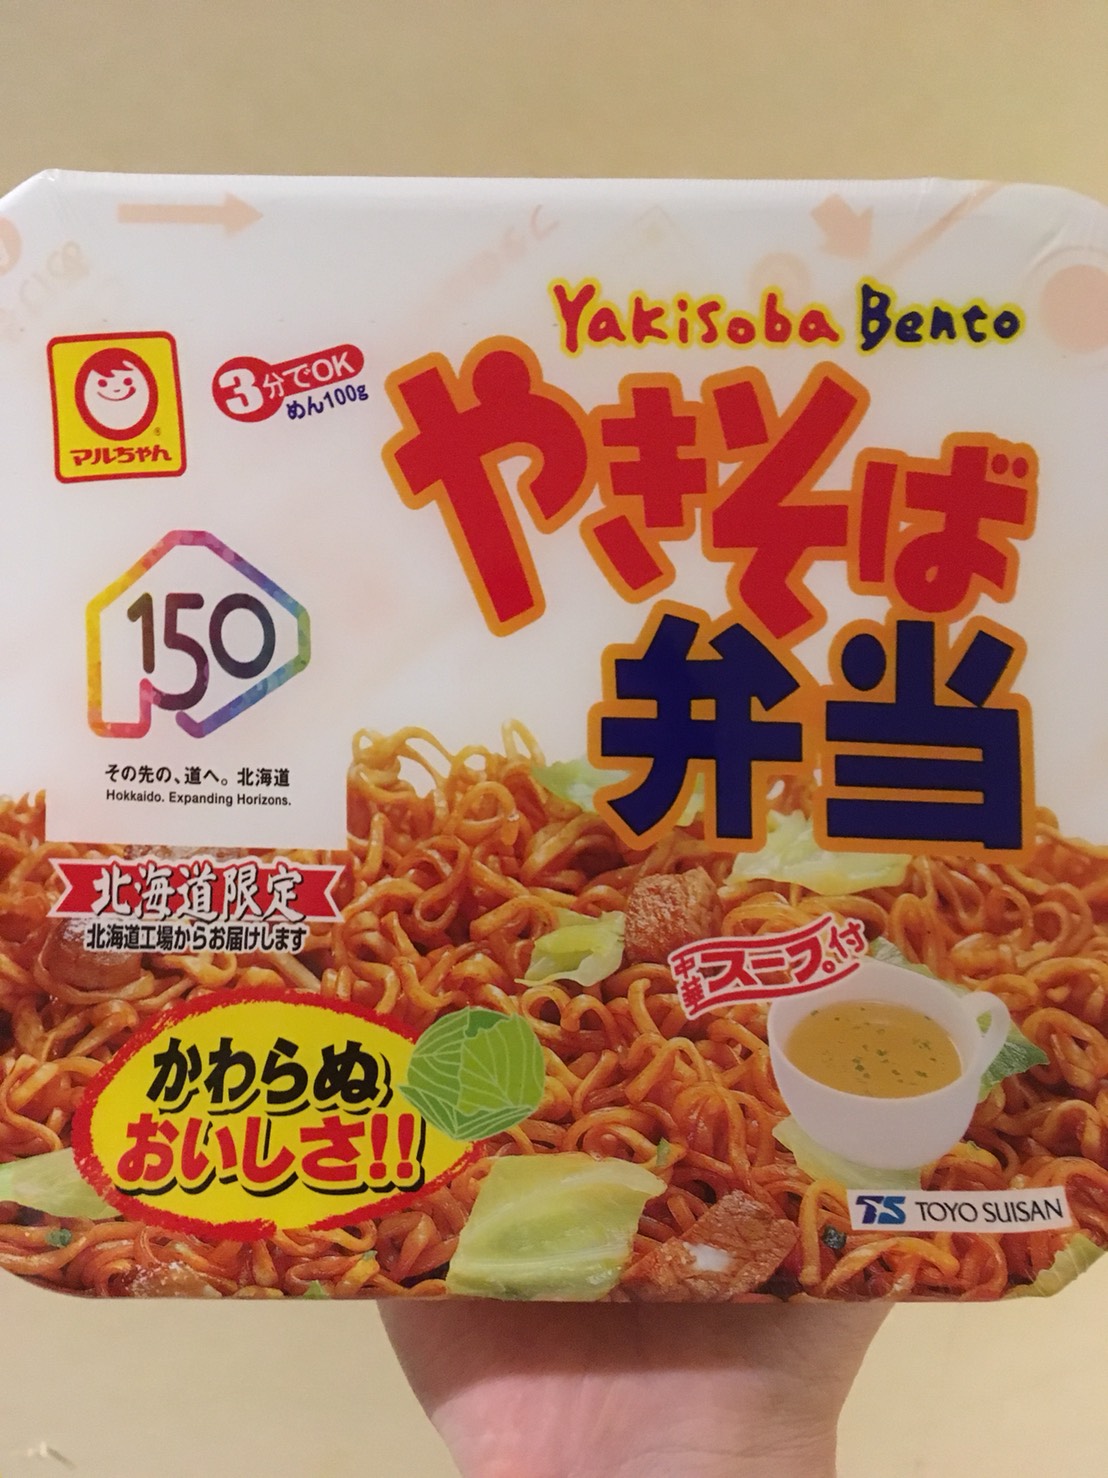 Yakisoba Bento
マルちゃん
®
3分でOK
めん100g
やきそば
弁当
150
その先の、道へ。北海道
Hokkaido. Expanding Horizons.
北海道限定
北海道工場からお届けします
中華スープ付
かわらぬ
おいしさ!!
TS TOYO SUISAN